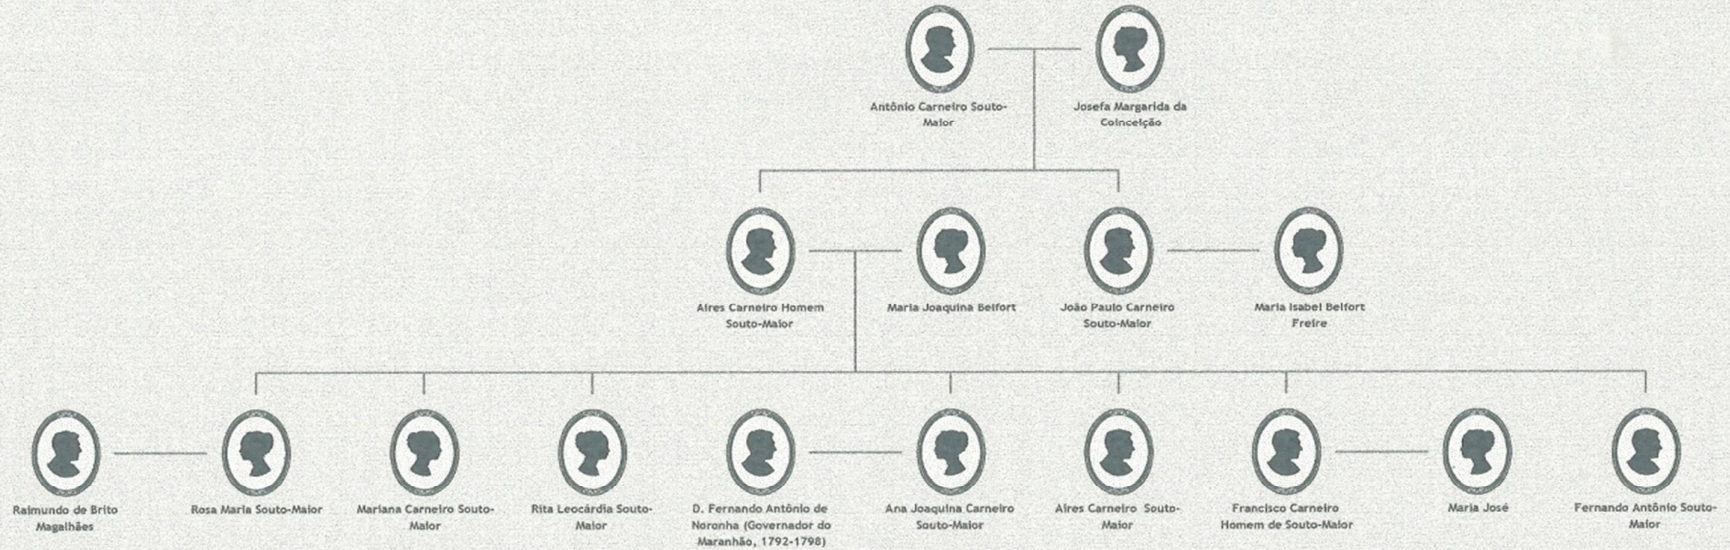 Antônio Carneiro Souto-
Maior
Josefa Margarida da
Coinceição
Aires Carneiro Homem
Souto-Maior
Maria Joaquina Belfort
João Paulo Carneiro
Souto-Maior
Maria Isabel Belfort
Freire
Raimundo de Brito
Magalhães
Rosa Maria Souto-Maior
Mariana Carneiro Souto-
Maior
Rita Leocárdia Souto-
Maior
D. Fernando Antônio de
Noronha (Governador do
Maranhão, 1792-1798)
Ana Joaquina Carneiro
Souto-Maior
Aires Carneiro Souto-
Maior
Francisco Carneiro
Homem de Souto-Maior
Maria José
Fernando Antônio Souto-
Maior